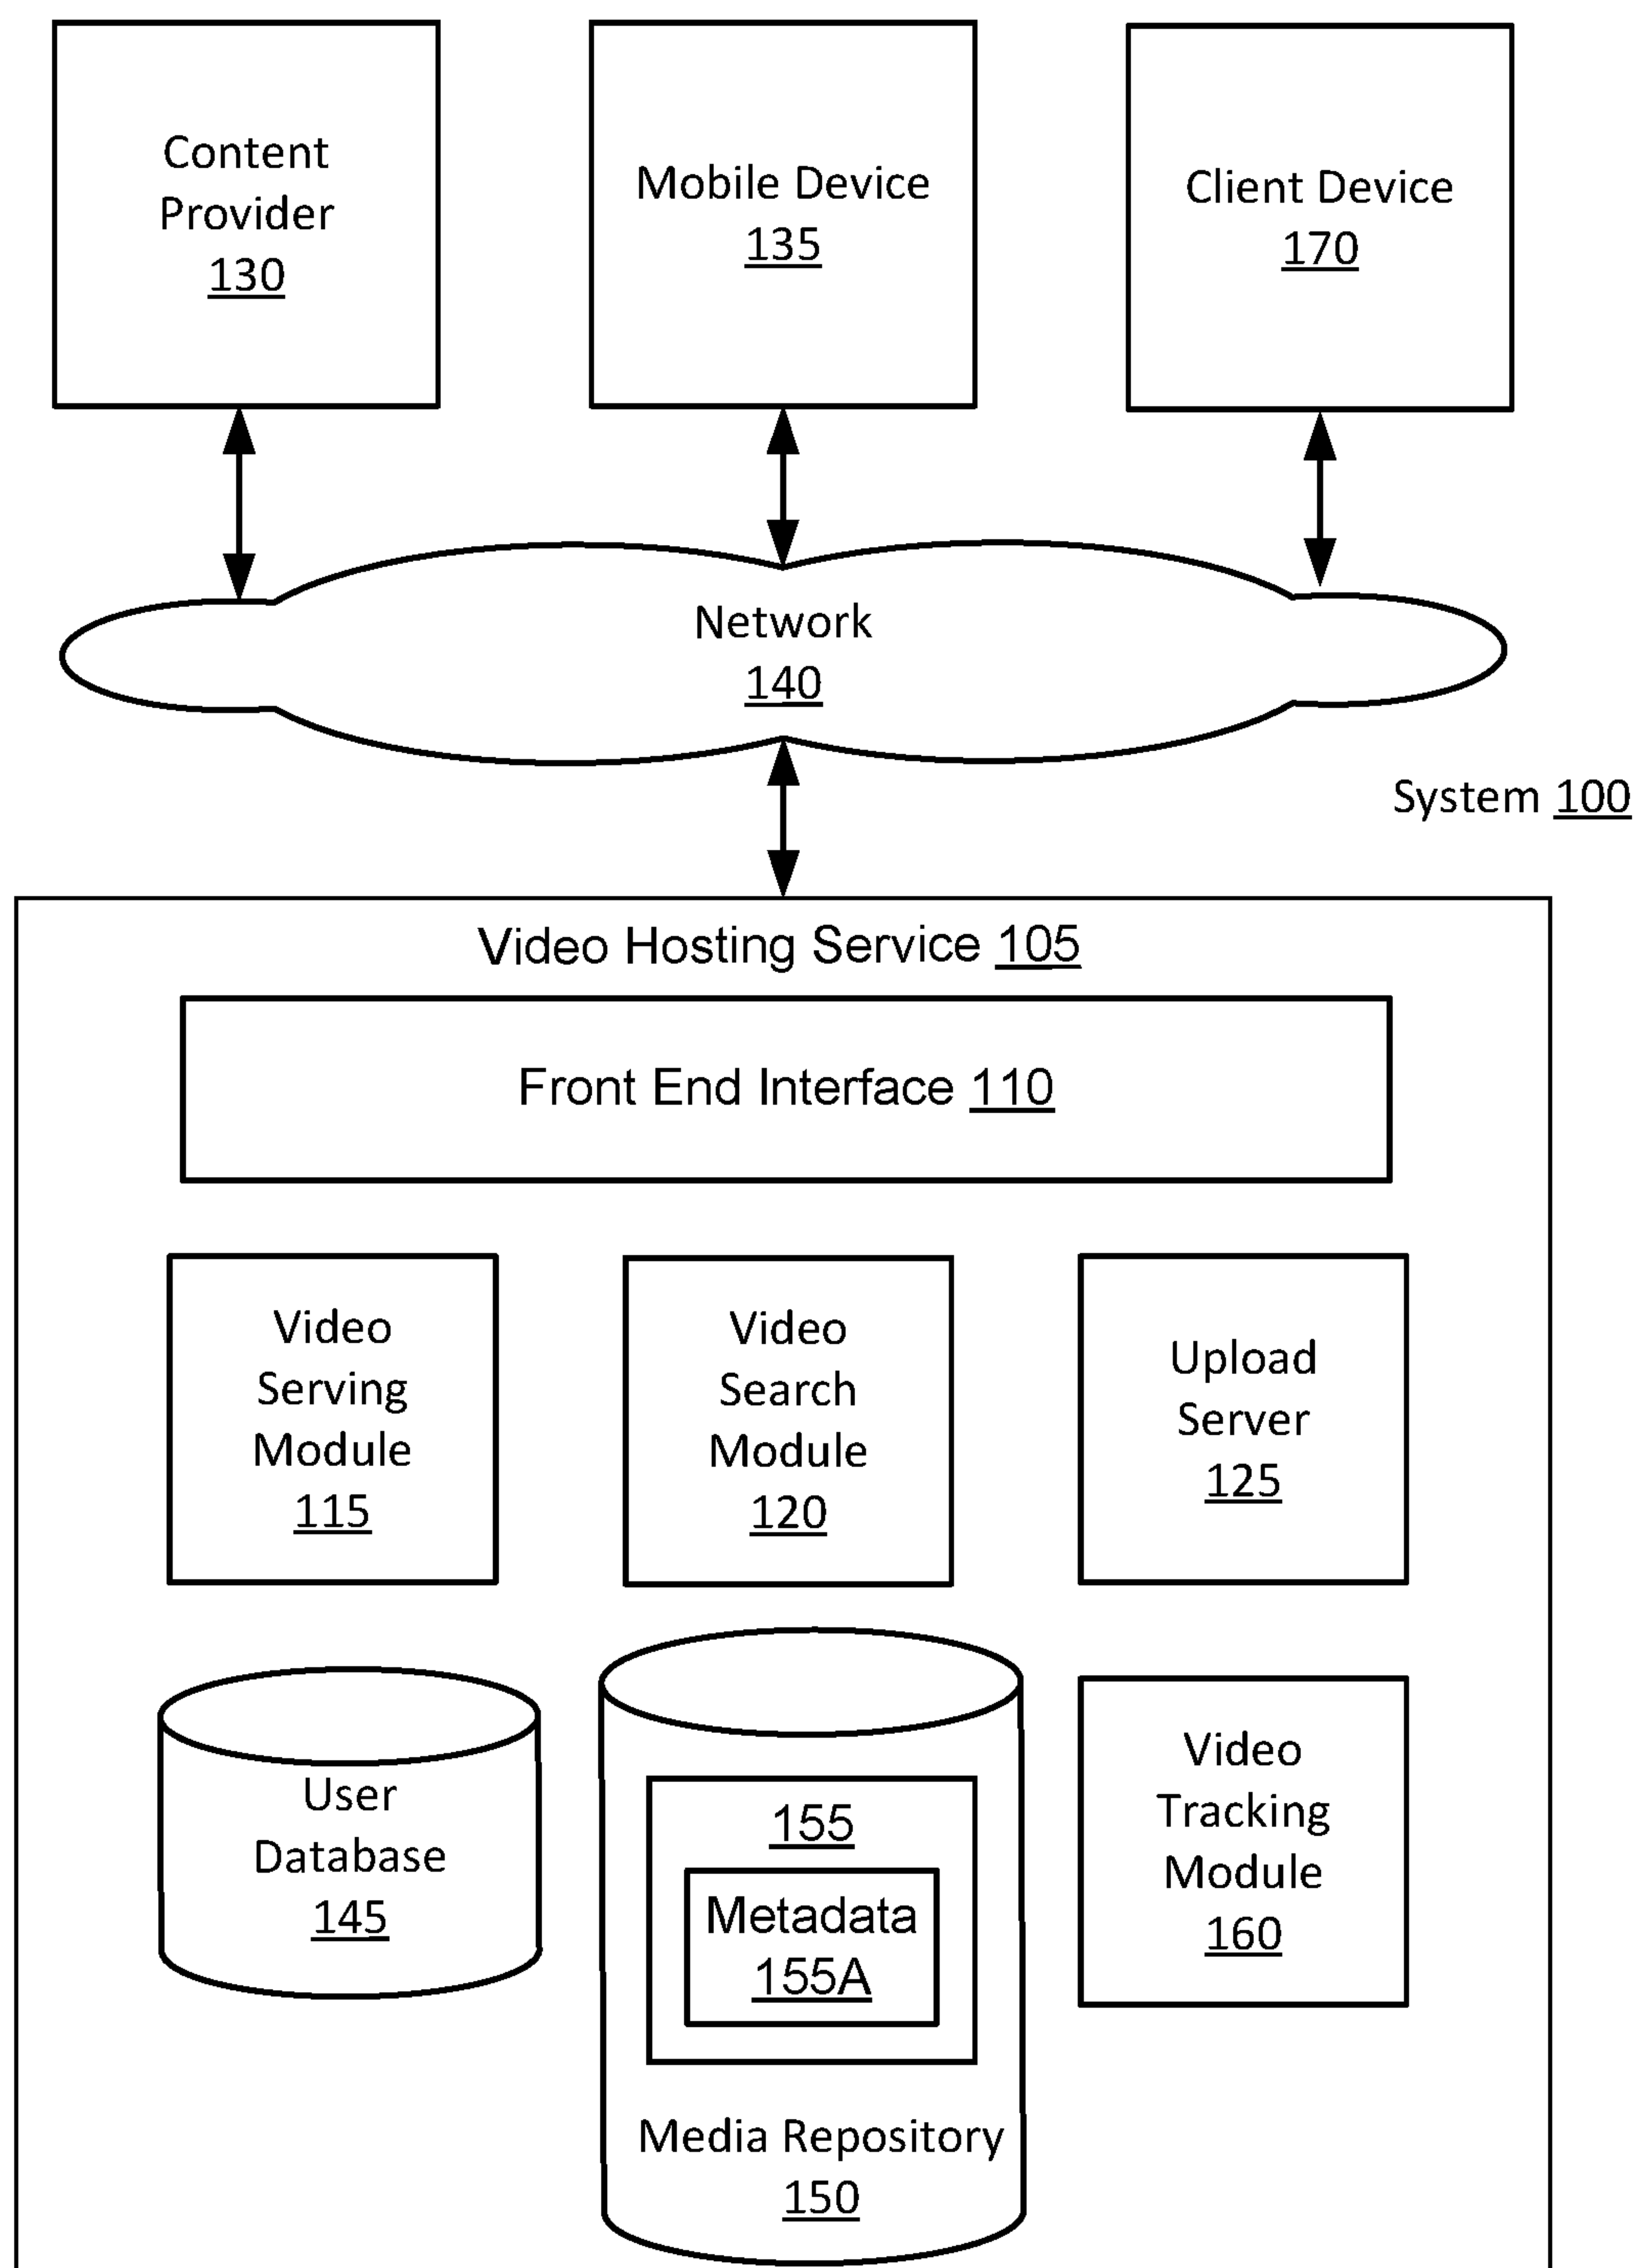 Content
Provider
130
Mobile Device
135
Client Device
170
Network
140
System 100
Video Hosting Service 105
Front End Interface 110
Video
Serving
Module
115
Video
Search
Module
120
Upload
Server
125
User
Database
145
155
Metadata
155A
Media Repository
150
Video
Tracking
Module
160